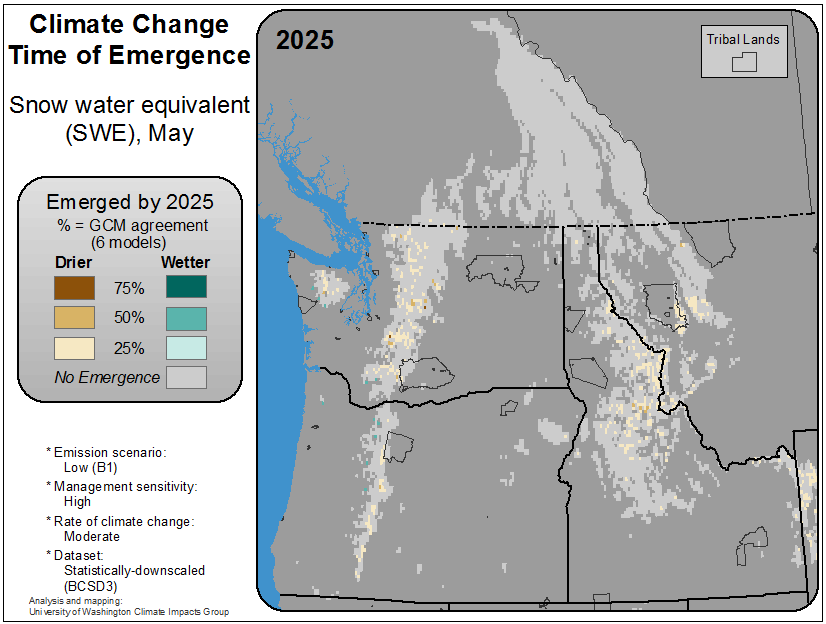 Climate Change
Time of Emergence
Snow water equivalent
(SWE), May
Emerged by 2025
% = GCM agreement
(6 models)
Drier Wetter
75%
50%
25%
No Emergence
* Emission scenario:
Low (B1)
* Management sensitivity:
High
* Rate of climate change:
Moderate
* Dataset:
Statistically-downscaled
(BCSD3)
Analysis and mapping:
University of Washington Climate Impacts Group
2025
Tribal Lands